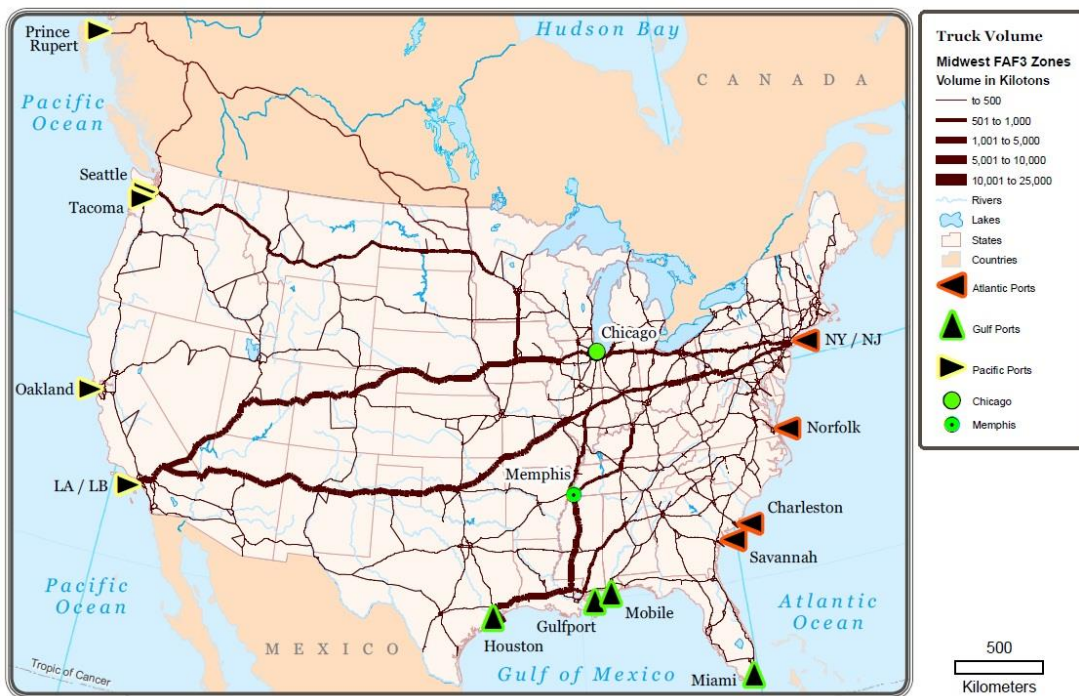 Prince
Rupert
Hudson Bay
CANADA
Pacific
Ocean
Seattle
Tacoma
Chicago
NY / NJ
Oakland
Norfolk
LA / LB
Memphis
Charleston
Savannah
Pacific
Ocean
Atlantic
Ocean
Mobile
Gulfport
Houston
MEXICO
Gulf of Mexico
Miami
Tropic of Cancer
Truck Volume
Midwest FAF3 Zones
Volume in Kilotons
to 500
501 to 1,000
1,001 to 5,000
5,001 to 10,000
10,001 to 25,000
Rivers
Lakes
States
Countries
Atlantic Ports
Gulf Ports
Pacific Ports
Chicago
Memphis
500
Kilometers